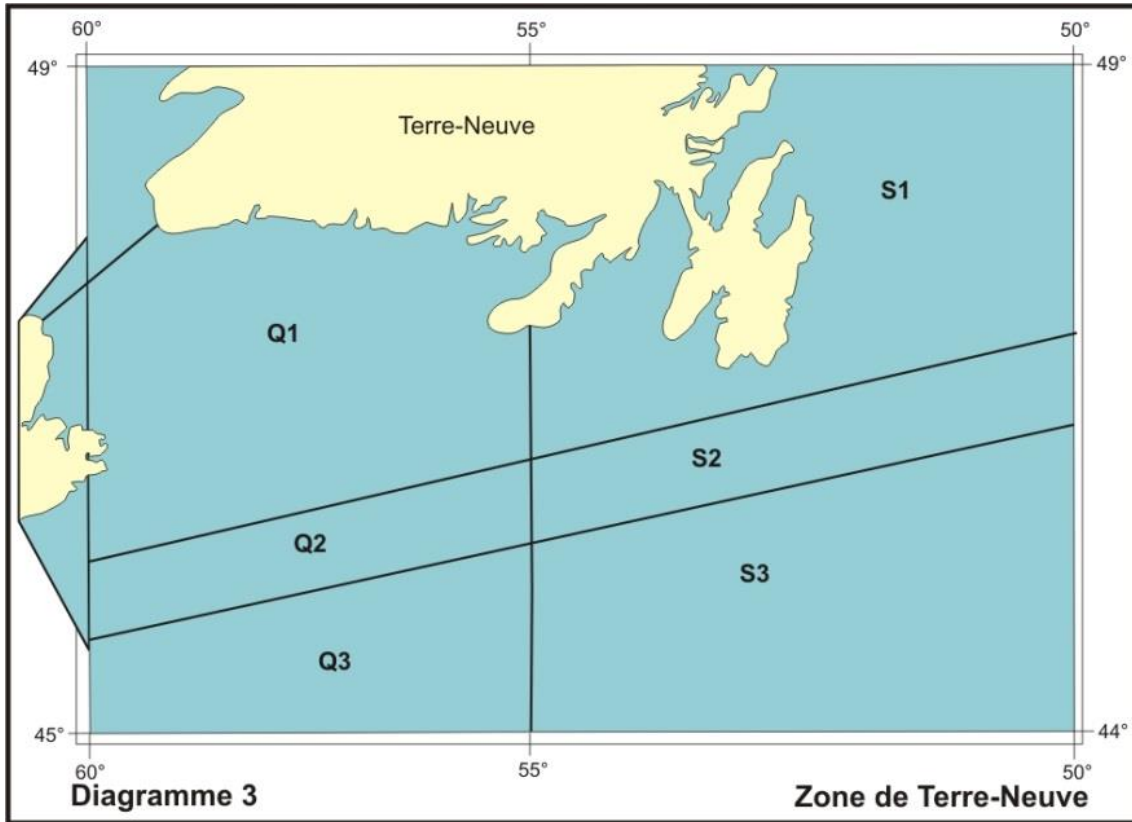 60° 55° 50°
49° 49°
Terre-Neuve
S1
Q1
S2
Q2
S3
Q3
45° 44°
60° 55° 50°
Diagramme 3 Zone de Terre-Neuve